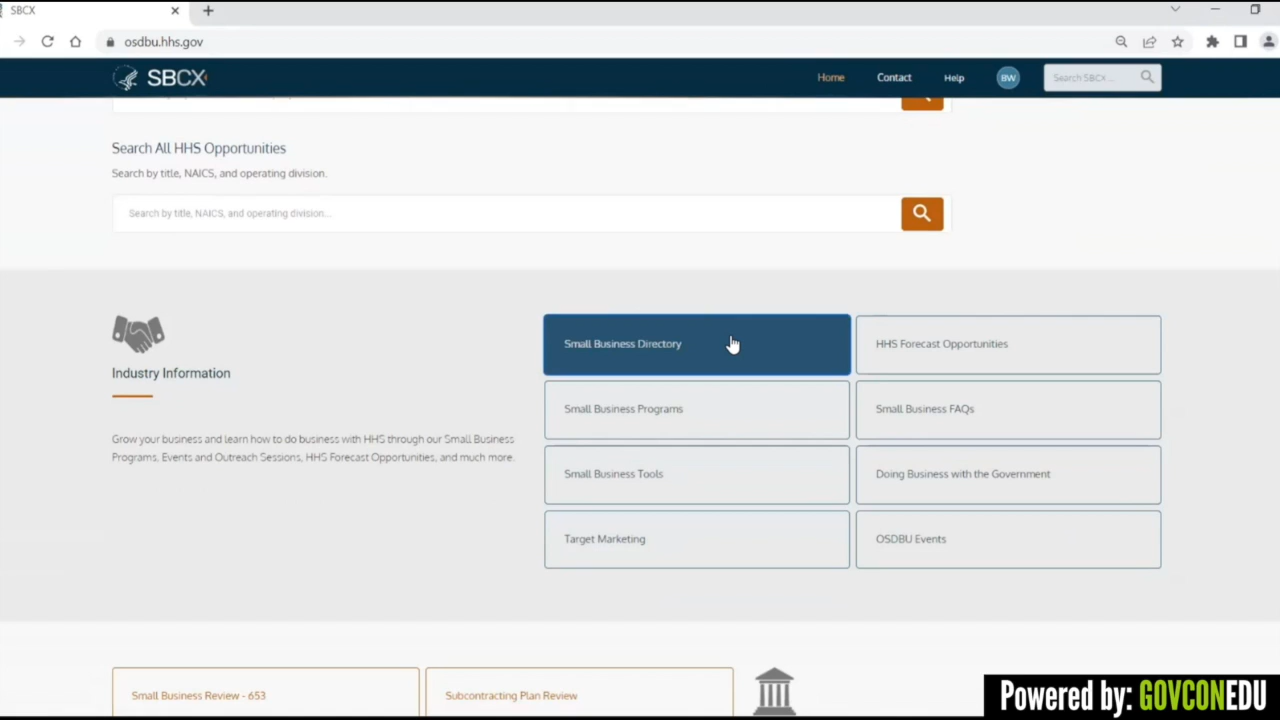 SBCX
osdbu.hhs.gov
SBCX
Home
Contact
Help
BW
Search SBCX ...
Search All HHS Opportunities
Search by title, NAICS, and operating division.
Search by title, NAICS, and operating division...
Industry Information
Grow your business and learn how to do business with HHS through our Small Business
Programs, Events and Outreach Sessions, HHS Forecast Opportunities, and much more.
Small Business Directory
HHS Forecast Opportunities
Small Business Programs
Small Business FAQs
Small Business Tools
Doing Business with the Government
Target Marketing
OSDBU Events
Small Business Review - 653
Subcontracting Plan Review
Powered by: GOVCONEDU